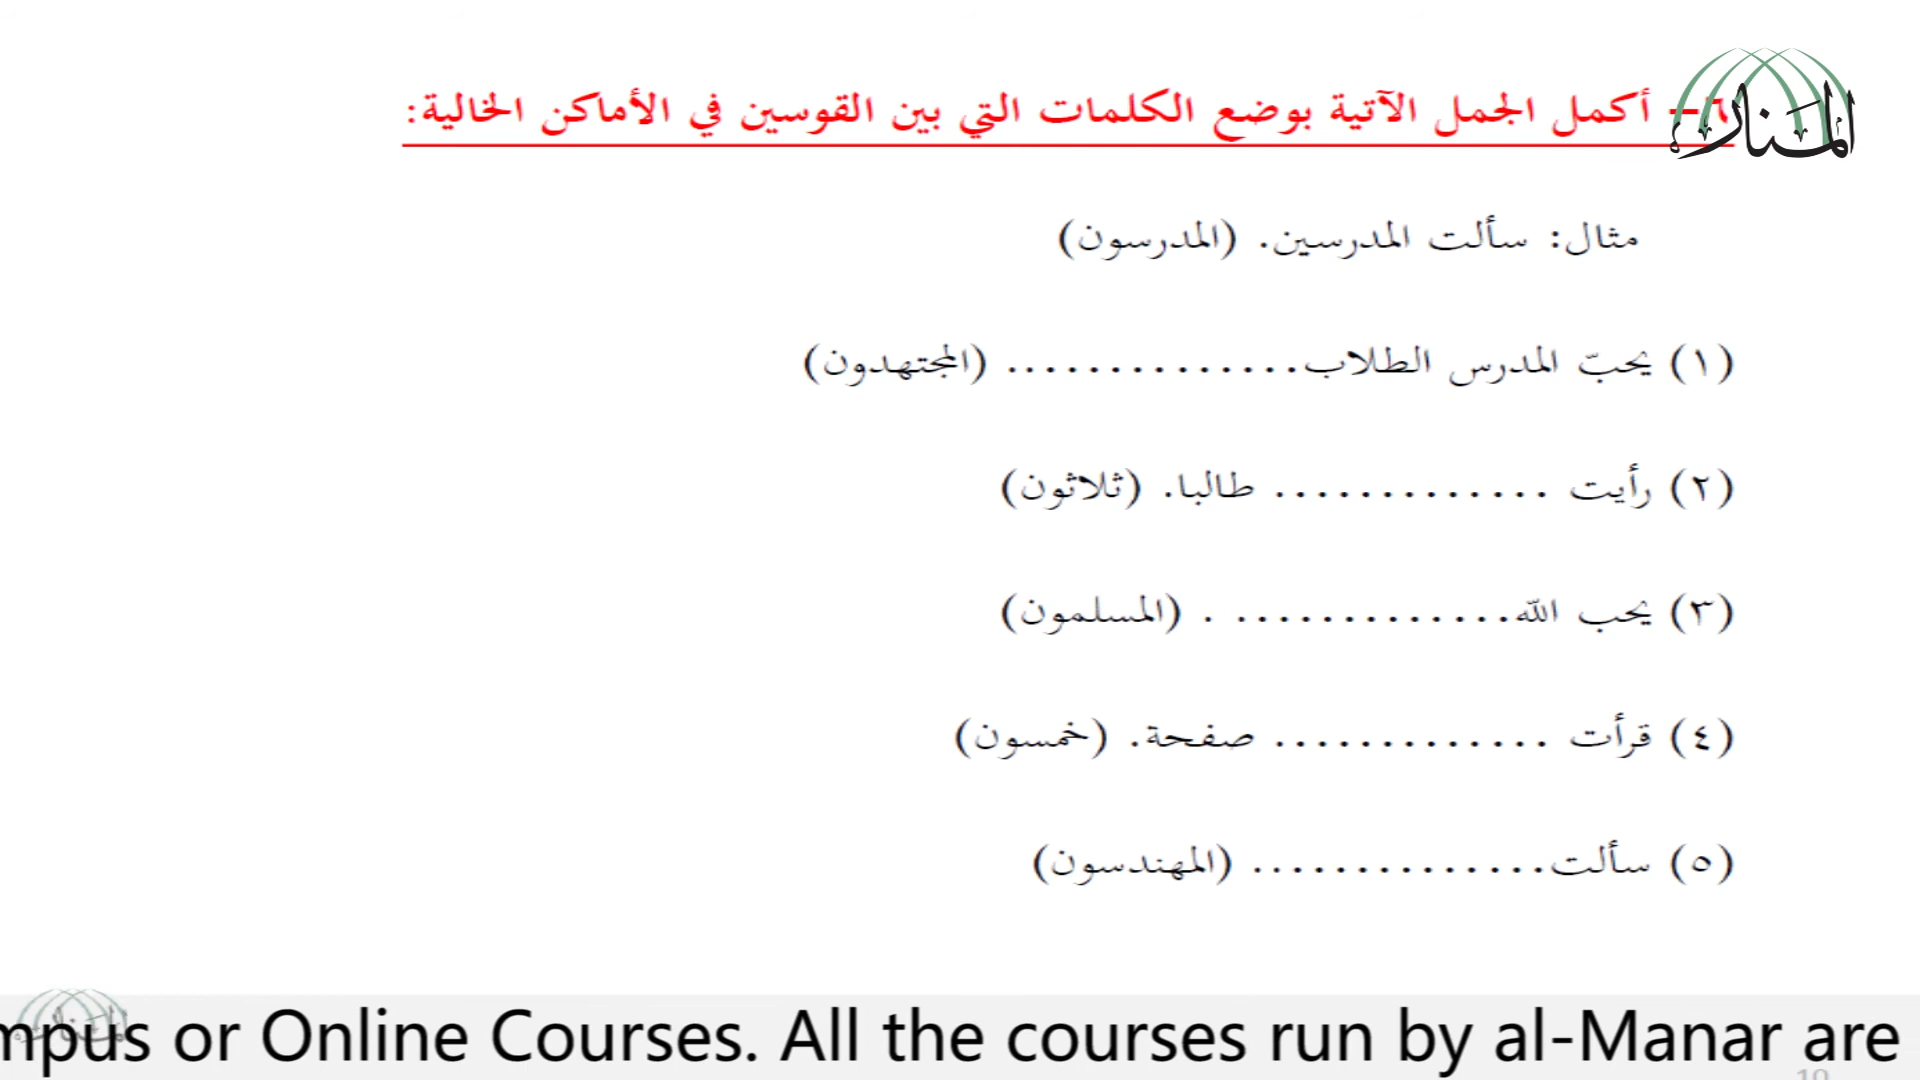 المنار
٦- أكمل الجمل الآتية بوضع الكلمات التي بين القوسين في الأماكن الخالية:
مثال: سألت المدرسين. (المدرسون)
(١) يحبّ المدرس الطلاب.............. (المجتهدون)
(٢) رأيت ............. طالبا. (ثلاثون)
(٣) يحب الله............. . (المسلمون)
(٤) قرأت ............. صفحة. (خمسون)
(٥) سألت.............. (المهندسون)
المنار
mpus or Online Courses. All the courses run by al-Manar are